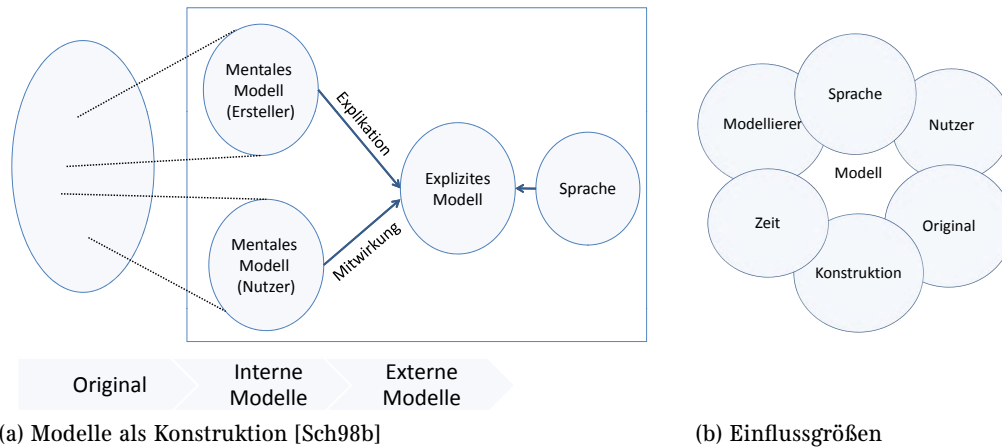 Mentales
Modell
(Ersteller)
Explikation
Explizites
Modell
Sprache
Mitwirkung
Mentales
Modell
(Nutzer)
Original
Interne
Modelle
Externe
Modelle
(a) Modelle als Konstruktion [Sch98b]
Sprache
Modellierer
Nutzer
Modell
Zeit
Original
Konstruktion
(b) Einflussgrößen